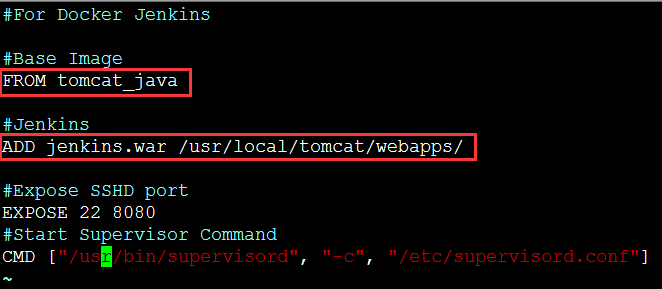 #For Docker Jenkins
#Base Image
FROM tomcat_java
#Jenkins
ADD jenkins.war /usr/local/tomcat/webapps/
#Expose SSHD port
EXPOSE 22 8080
#Start Supervisor Command
CMD ["/usr/bin/supervisord", "-c", "/etc/supervisord.conf"]
~